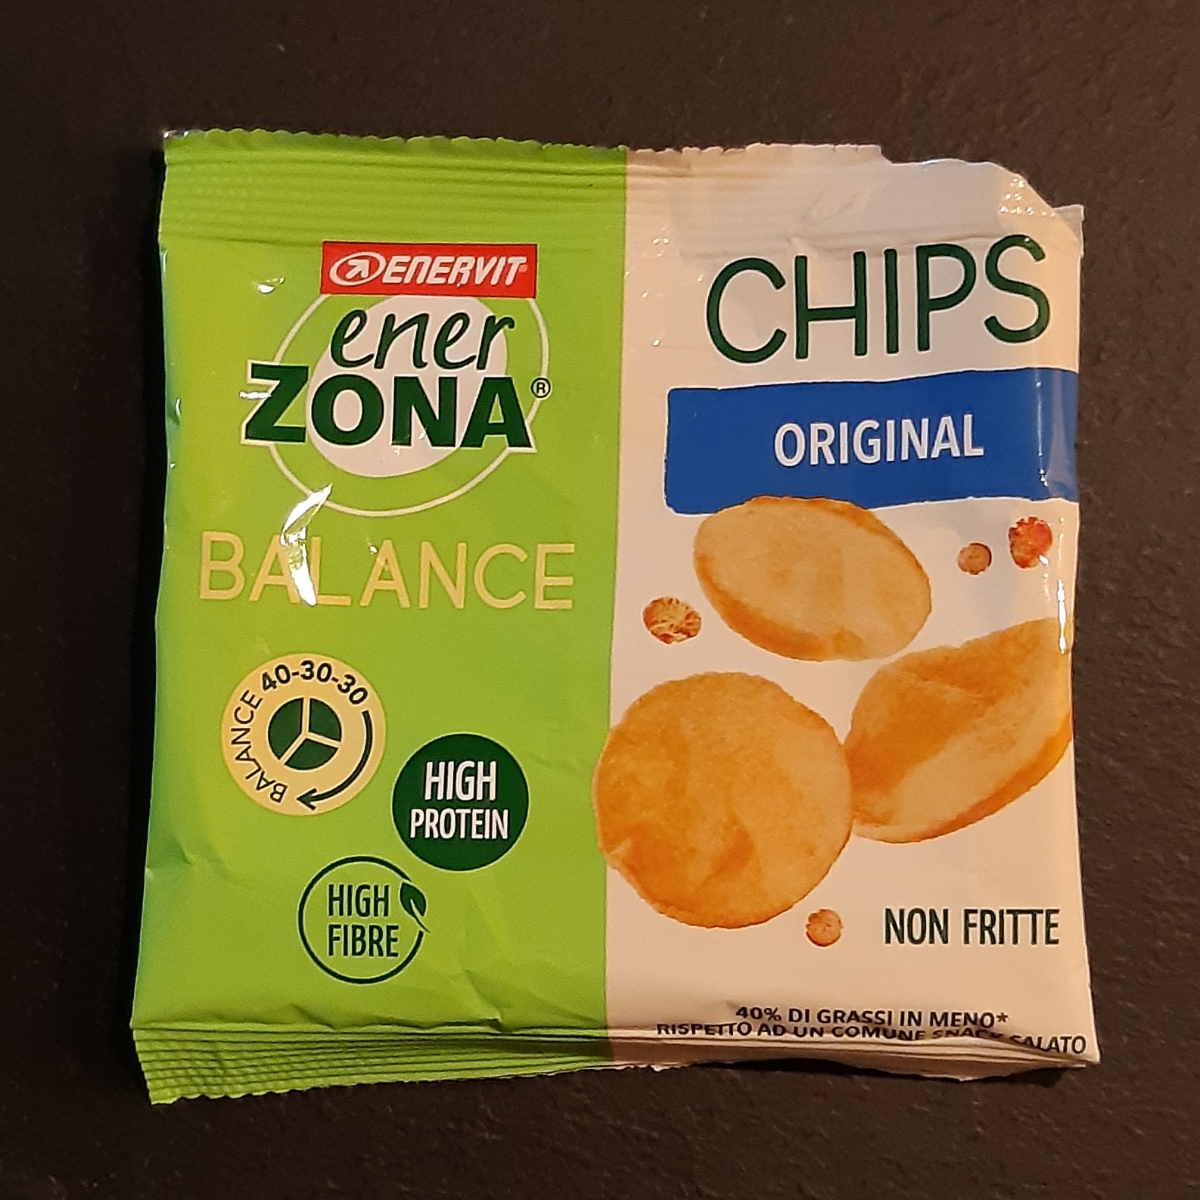 ENERVIT
ener
ZONA®
BALANCE
BALANCE 40-30-30
HIGH
PROTEIN
HIGH
FIBRE
CHIPS
ORIGINAL
NON FRITTE
40% DI GRASSI IN MENO*
RISPETTO AD UN COMUNE SNACK SALATO